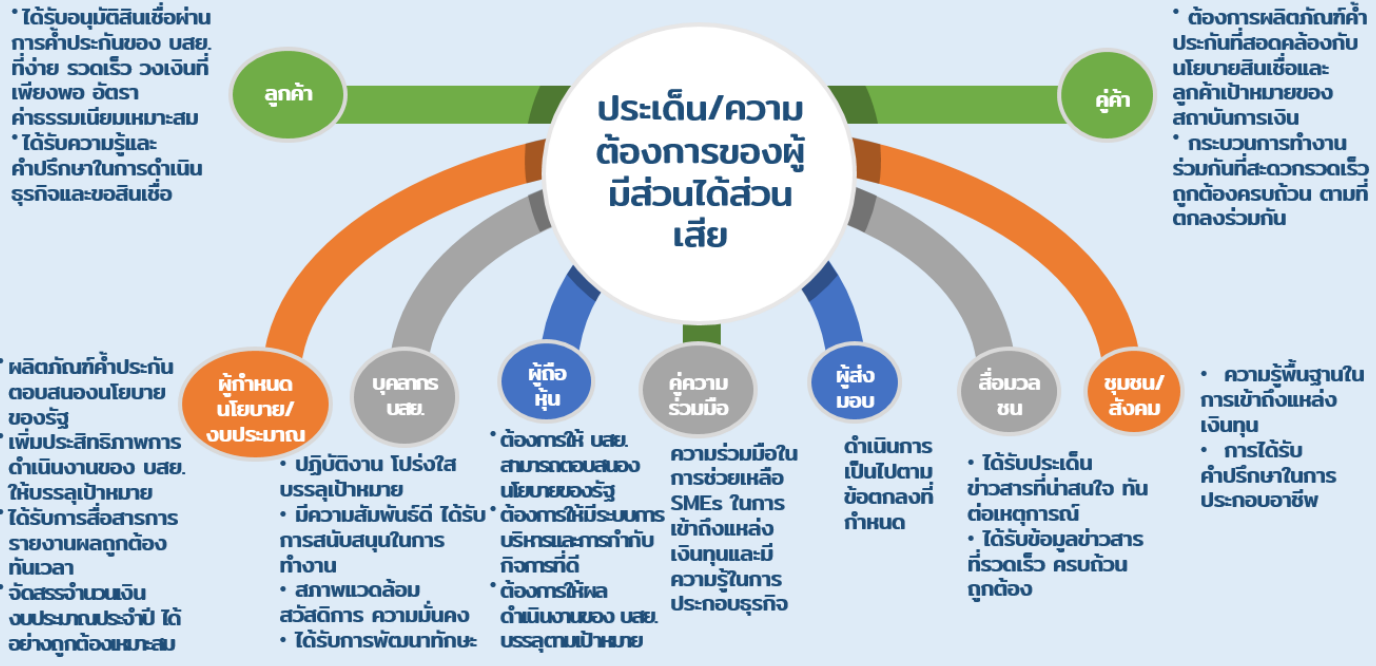 • ได้รับอนุมัติสินเชื่อผ่าน
การค้ำประกันของ บสย.
ที่ง่าย รวดเร็ว วงเงินที่
เพียงพอ อัตรา
ค่าธรรมเนียมเหมาะสม
• ได้รับความรู้และ
คำปรึกษาในการดำเนิน
ธุรกิจและขอสินเชื่อ
ลูกค้า
ประเด็น/ความ
ต้องการของผู้
มีส่วนได้ส่วน
เสีย
คู่ค้า
• ต้องการผลิตภัณฑ์ค้ำ
ประกันที่สอดคล้องกับ
นโยบายสินเชื่อและ
ลูกค้าเป้าหมายของ
สถาบันการเงิน
• กระบวนการทำงาน
ร่วมกันที่สะดวกรวดเร็ว
ถูกต้องครบถ้วน ตามที่
ตกลงร่วมกัน
ผู้กำหนด
นโยบาย/
งบประมาณ
• ผลิตภัณฑ์ค้ำประกัน
ตอบสนองนโยบาย
ของรัฐ
• เพิ่มประสิทธิภาพการ
ดำเนินงานของ บสย.
ให้บรรลุเป้าหมาย
• ได้รับการสื่อสารการ
รายงานผลถูกต้อง
ทันเวลา
• จัดสรรจำนวนเงิน
งบประมาณประจำปี ได้
อย่างถูกต้องเหมาะสม
บุคลากร
บสย.
• ปฏิบัติงาน โปร่งใส
บรรลุเป้าหมาย
• มีความสัมพันธ์ดี ได้รับ
การสนับสนุนในการ
ทำงาน
• สภาพแวดล้อม
สวัสดิการ ความมั่นคง
• ได้รับการพัฒนาทักษะ
ผู้ถือ
หุ้น
• ต้องการให้ บสย.
สามารถตอบสนอง
นโยบายของรัฐ
• ต้องการให้มีระบบการ
บริหารและการกำกับ
กิจการที่ดี
• ต้องการให้ผล
ดำเนินงานของ บสย.
บรรลุตามเป้าหมาย
คู่ความ
ร่วมมือ
ความร่วมมือใน
การช่วยเหลือ
SMEs ในการ
เข้าถึงแหล่ง
เงินทุนและมี
ความรู้ในการ
ประกอบธุรกิจ
ผู้ส่ง
มอบ
ดำเนินการ
เป็นไปตาม
ข้อตกลงที่
กำหนด
สื่อมวล
ชน
• ได้รับประเด็น
ข่าวสารที่น่าสนใจ ทัน
ต่อเหตุการณ์
• ได้รับข้อมูลข่าวสาร
ที่รวดเร็ว ครบถ้วน
ถูกต้อง
ชุมชน/
สังคม
• ความรู้พื้นฐานใน
การเข้าถึงแหล่ง
เงินทุน
• การได้รับ
คำปรึกษาในการ
ประกอบอาชีพ